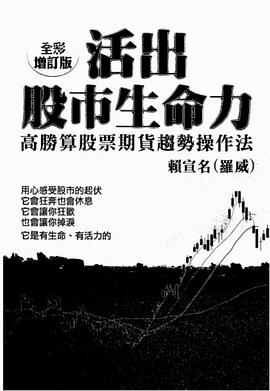 全彩
增訂版
活出
股市生命力
高勝算股票期貨趨勢操作法
賴宣名(羅威)
用心感受股市的起伏
它會狂奔也會休息
它會讓你狂歡
也會讓你掉淚
它是有生命、有活力的